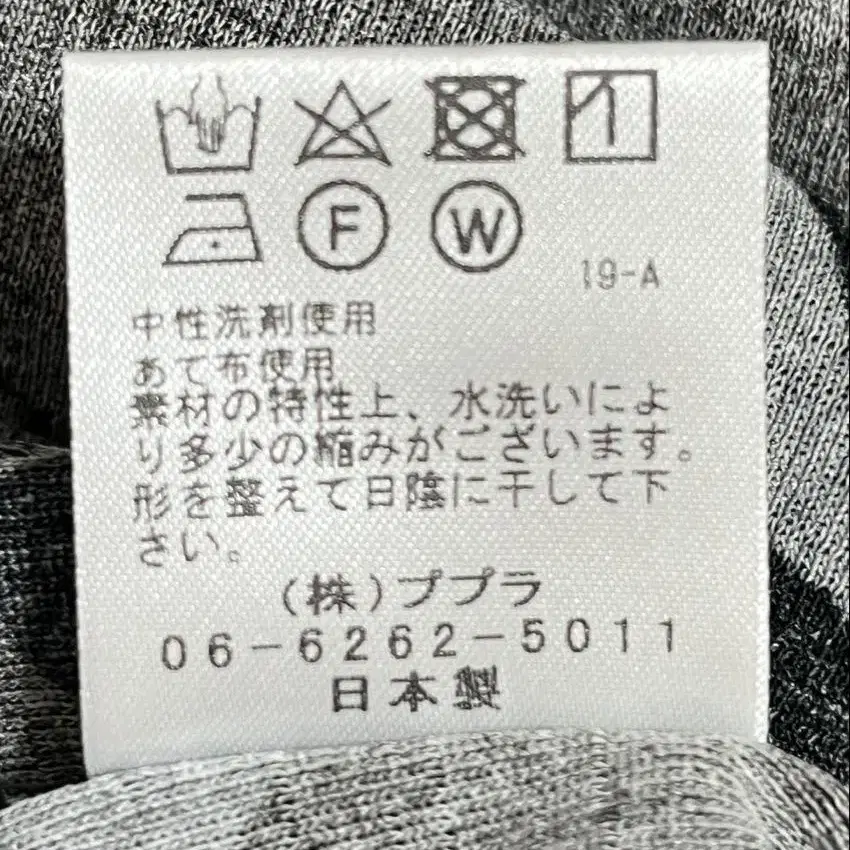 F W
19-A
中性洗剤使用
あて布使用
素材の特性上、水洗いによ
り多少の縮みがございます。
形を整えて日陰に干して下
さい。
(株)ププラ
06-6262-5011
日本製